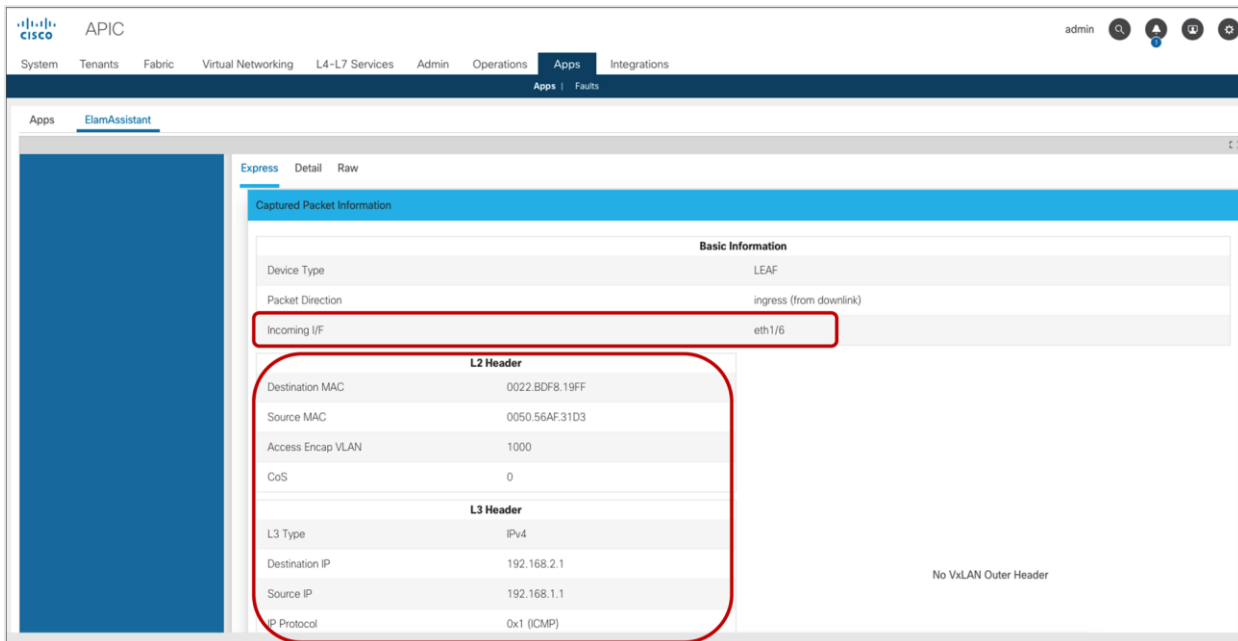 cisco APIC admin
1
System Tenants Fabric Virtual Networking L4-L7 Services Admin Operations Apps Integrations
Apps | Faults
Apps ElamAssistant
Express Detail Raw
Captured Packet Information
Basic Information
Device Type LEAF
Packet Direction ingress (from downlink)
Incoming I/F eth1/6
L2 Header
Destination MAC 0022.BDF8.19FF
Source MAC 0050.56AF.31D3
Access Encap VLAN 1000
CoS 0
L3 Header
L3 Type IPv4
Destination IP 192.168.2.1
No VxLAN Outer Header
Source IP 192.168.1.1
IP Protocol 0x1 (ICMP)